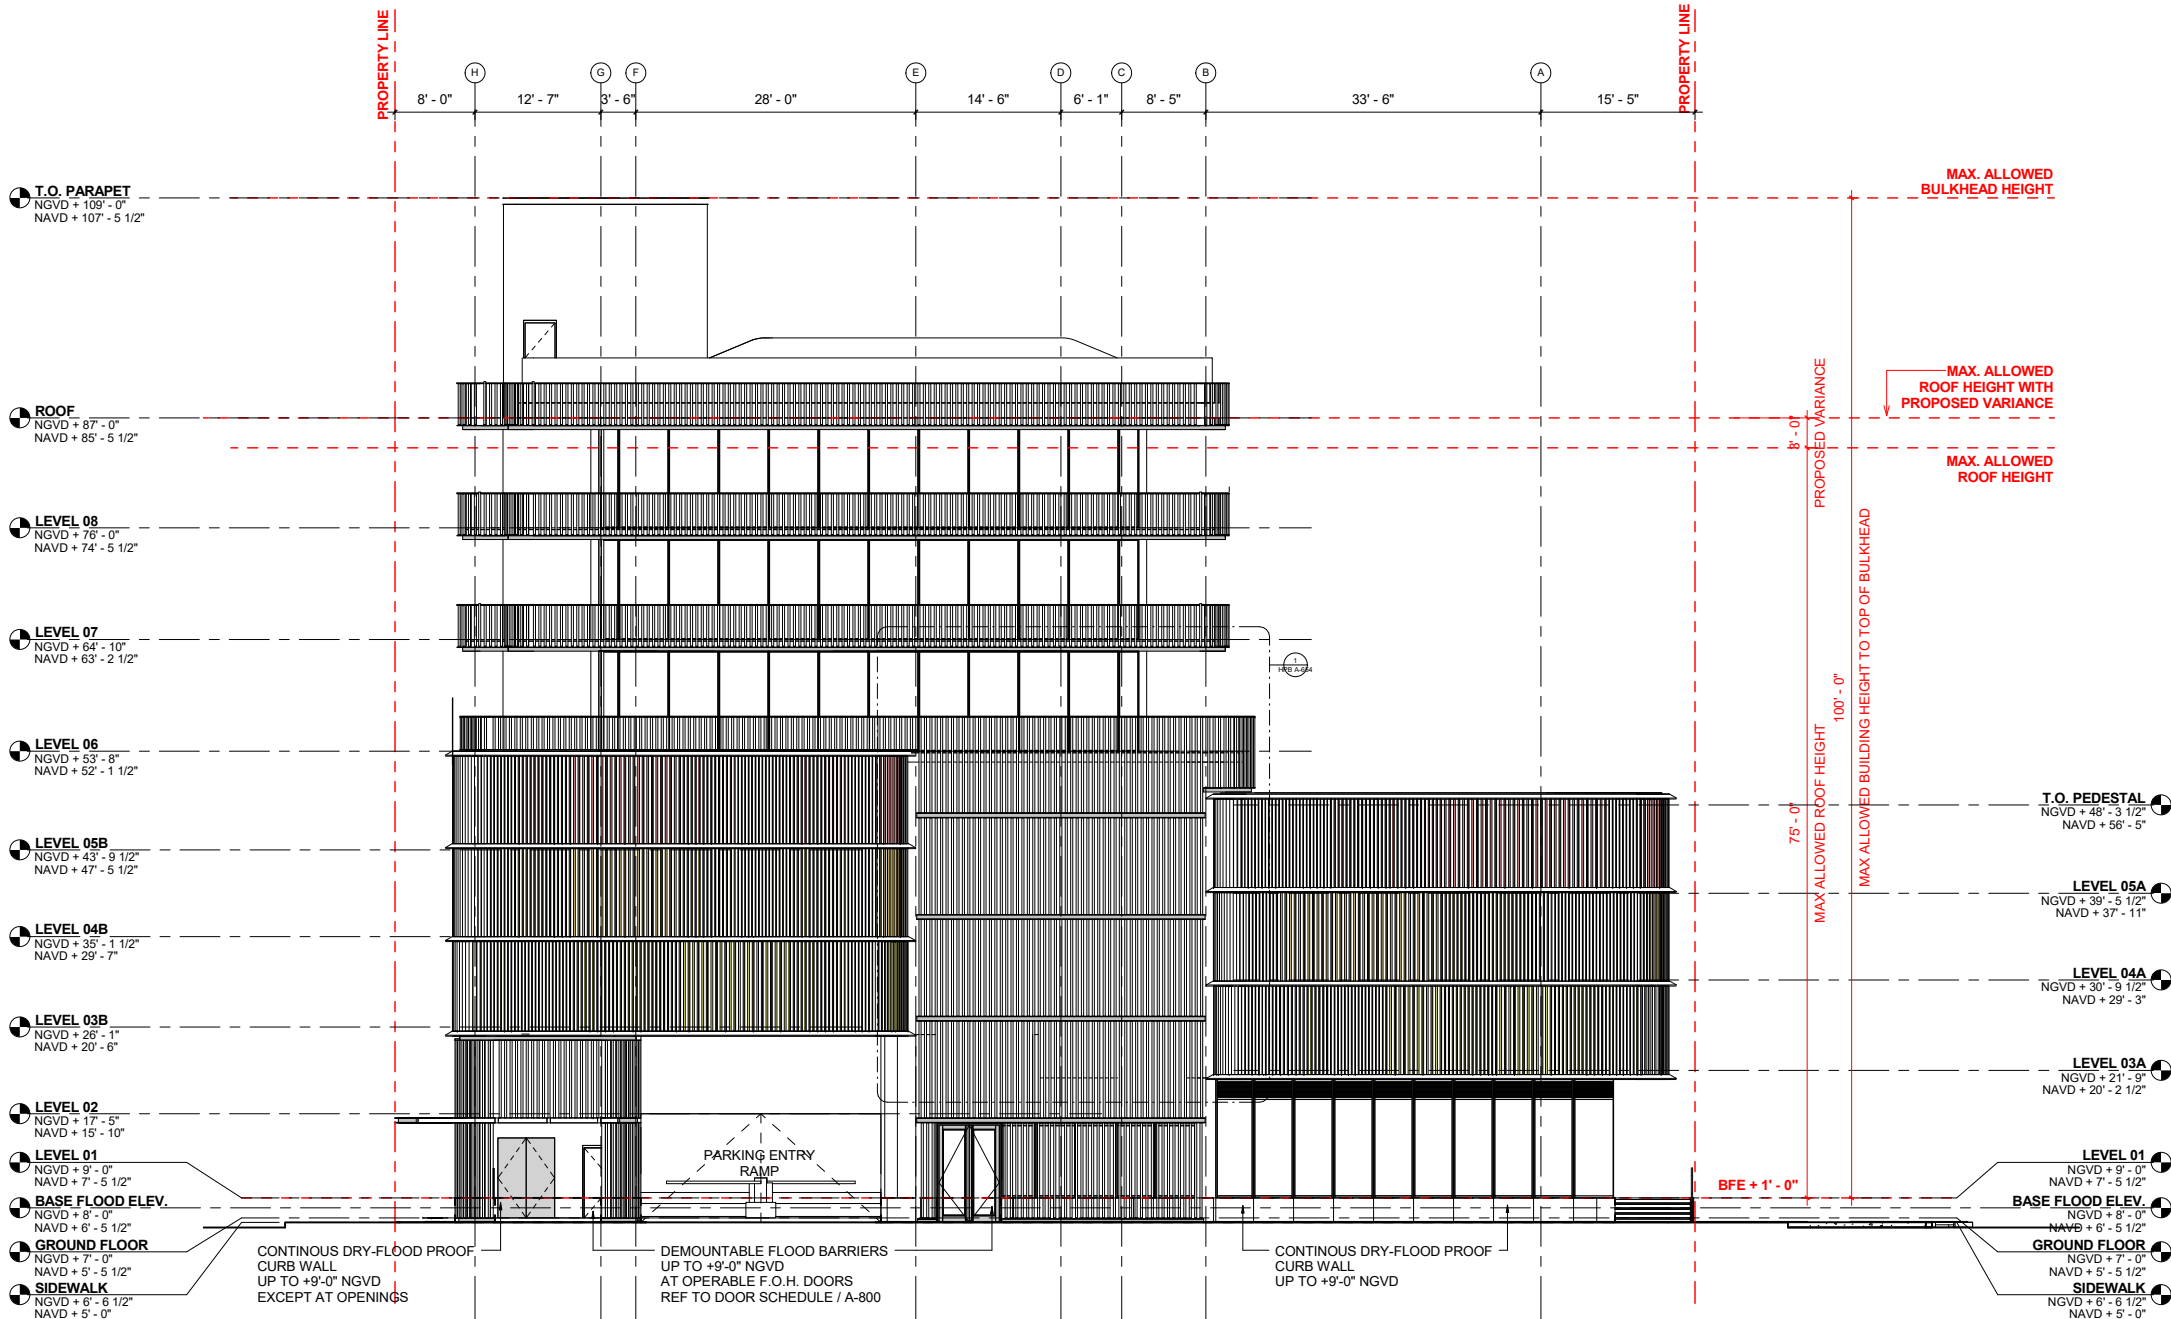 PROPERTY LINE
PROPERTY LINE
H
G
F
E
D
C
B
A
8' - 0"
12' - 7"
3' - 6"
28' - 0"
14' - 6"
6' - 1"
8' - 5"
33' - 6"
15' - 5"
T.O. PARAPET
NGVD + 109' - 0"
NAVD + 107' - 5 1/2"
ROOF
NGVD + 87' - 0"
NAVD + 85' - 5 1/2"
LEVEL 08
NGVD + 76' - 0"
NAVD + 74' - 5 1/2"
LEVEL 07
NGVD + 64' - 10"
NAVD + 63' - 2 1/2"
LEVEL 06
NGVD + 53' - 8"
NAVD + 52' - 1 1/2"
LEVEL 05B
NGVD + 43' - 9 1/2"
NAVD + 47' - 5 1/2"
LEVEL 04B
NGVD + 35' - 1 1/2"
NAVD + 29' - 7"
LEVEL 03B
NGVD + 26' - 1"
NAVD + 20' - 6"
LEVEL 02
NGVD + 17' - 5"
NAVD + 15' - 10"
LEVEL 01
NGVD + 9' - 0"
NAVD + 7' - 5 1/2"
BASE FLOOD ELEV.
NGVD + 8' - 0"
NAVD + 6' - 5 1/2"
GROUND FLOOR
NGVD + 7' - 0"
NAVD + 5' - 5 1/2"
SIDEWALK
NGVD + 6' - 6 1/2"
NAVD + 5' - 0"
CONTINOUS DRY-FLOOD PROOF
CURB WALL
UP TO +9'-0" NGVD
EXCEPT AT OPENINGS
DEMOUNTABLE FLOOD BARRIERS
UP TO +9'-0" NGVD
AT OPERABLE F.O.H. DOORS
REF TO DOOR SCHEDULE / A-800
CONTINOUS DRY-FLOOD PROOF
CURB WALL
UP TO +9'-0" NGVD
PARKING ENTRY
RAMP
1
HPB A-654
BFE + 1' - 0"
MAX. ALLOWED
BULKHEAD HEIGHT
MAX. ALLOWED
ROOF HEIGHT WITH
PROPOSED VARIANCE
MAX. ALLOWED
ROOF HEIGHT
3' - 0"
PROPOSED VARIANCE
75' - 0"
MAX ALLOWED ROOF HEIGHT
100' - 0"
MAX ALLOWED BUILDING HEIGHT TO TOP OF BULKHEAD
T.O. PEDESTAL
NGVD + 48' - 3 1/2"
NAVD + 56' - 5"
LEVEL 05A
NGVD + 39' - 5 1/2"
NAVD + 37' - 11"
LEVEL 04A
NGVD + 30' - 9 1/2"
NAVD + 29' - 3"
LEVEL 03A
NGVD + 21' - 9"
NAVD + 20' - 2 1/2"
LEVEL 01
NGVD + 9' - 0"
NAVD + 7' - 5 1/2"
BASE FLOOD ELEV.
NGVD + 8' - 0"
NAVD + 6' - 5 1/2"
GROUND FLOOR
NGVD + 7' - 0"
NAVD + 5' - 5 1/2"
SIDEWALK
NGVD + 6' - 6 1/2"
NAVD + 5' - 0"